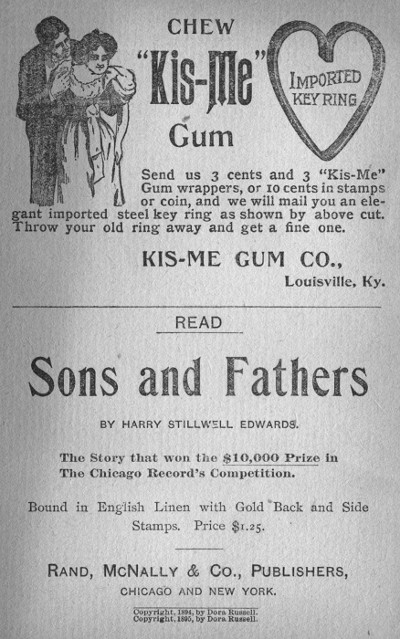 CHEW
"Kis-Me"
Gum
IMPORTED
KEY RING
Send us 3 cents and 3 "Kis-Me"
Gum wrappers, or 10 cents in stamps
or coin, and we will mail you an ele-
gant imported steel key ring as shown by above cut.
Throw your old ring away and get a fine one.
KIS-ME GUM CO.,
Louisville, Ky.
READ
Sons and Fathers
BY HARRY STILLWELL EDWARDS.
The Story that won the $10,000 Prize in
The Chicago Record's Competition.
Bound in English Linen with Gold Back and Side
Stamps. Price $1.25.
RAND, MCNALLY & CO., PUBLISHERS,
CHICAGO AND NEW YORK.
Copyright, 1894, by Dora Russell.
Copyright, 1895, by Dora Russell.